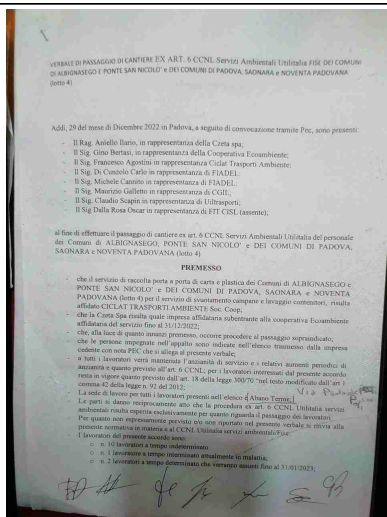 VERBALE DI PASSAGGIO DI CANTIERE EX ART. 6 CCNL Servizi Ambientali Utilitalia FISE DEI COMUNI
DI ALBIGNASEGO E PONTE SAN NICOLO' e DEI COMUNI DI PADOVA, SAONARA e NOVENTA PADOVANA
(lotto 4)
Addì, 29 del mese di Dicembre 2022 in Padova, a seguito di convocazione tramite Pec, sono presenti:
- Il Rag. Aniello Ilario, in rappresentanza della Czeta spa;
- Il Sig. Gino Bertasi, in rappresentanza della Cooperativa Ecoambiente;
- Il Sig. Francesco Agostini in rappresentanza Ciclat Trasporti Ambiente;
- Il Sig. Di Cunzolo Carlo in rappresentanza di FIADEL;
- Il Sig. Michele Cannito in rappresentanza di FIADEL;
- Il Sig. Maurizio Galletto in rappresentanza di CGIL;
- Il Sig. Claudio Scapin in rappresentanza di Uiltrasporti;
- Il Sig Dalla Rosa Oscar in rappresentanza di FIT CISL (assente);
al fine di effettuare il passaggio di cantiere ex art. 6 CCNL Servizi Ambientali Utilitalia del personale
dei Comuni di ALBIGNASEGO, PONTE SAN NICOLO' e DEI COMUNI DI PADOVA,
SAONARA e NOVENTA PADOVANA (lotto 4)
PREMESSO
- che il servizio di raccolta porta a porta di carta e plastica dei Comuni di ALBIGNASEGO e
PONTE SAN NICOLO' e DEI COMUNI DI PADOVA, SAONARA e NOVENTA
PADOVANA (lotto 4) per il servizio di svuotamento campane e lavaggio contenitori, risulta
affidato CICLAT TRASPORTI AMBIENTE Soc. Coop;
- che la Czeta Spa risulta quale impresa affidataria subentrante alla cooperativa Ecoambiente
affidataria del servizio fino al 31/12/2022;
- che, alla luce di quanto innanzi premesso, occorre procedere al passaggio suindicato;
- che le persone impegnate nell'appalto sono indicate nell'elenco trasmesso dalla impresa
cedente con nota PEC che si allega al presente verbale;
a tutti i lavoratori verrà mantenuta l'anzianità di servizio e i relativi aumenti periodici di
anzianità e quanto previsto all'art. 6 CCNL; per i lavoratori interessati dal presente accordo
resta in vigore quanto previsto dall'art. 18 della legge 300/70 "nel testo modificato dall'art 1
comma 42 della legge n. 92 del 2012;
La sede di lavoro per tutti i lavoratori presenti nell'elenco è Abano Terme; Via
Le parti si danno reciprocamente atto che la procedura ex art. 6 CCNL Utilitalia servizi
ambientali risulta esperita esclusivamente per quanto riguarda il passaggio dei lavoratori;
Per quanto non espressamente previsto e/o non riportato nel presente verbale si rinvia alla
presente normativa in materia e al CCNL Utilitalia servizi ambientali/Fise.
I lavoratori del presente accordo sono:
o n. 10 lavoratori a tempo indeterminato
o n. 1 lavoratore a tempo interminato attualmente in malattia;
o n. 2 lavoratori a tempo determinato che verranno assunti fino al 31/01/2023;